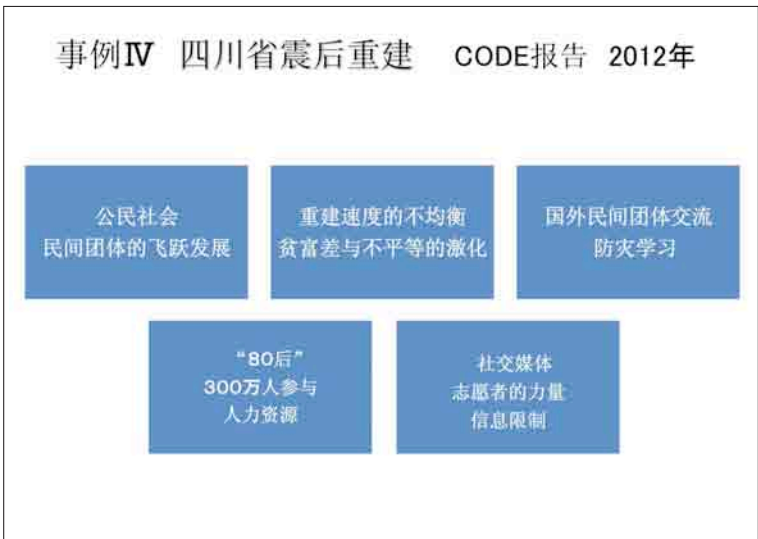 事例Ⅳ 四川省震后重建 CODE报告 2012年
公民社会
民间团体的飞跃发展
重建速度的不均衡
贫富差与不平等的激化
国外民间团体交流
防灾学习
“80后”
300万人参与
人力资源
社交媒体
志愿者的力量
信息限制